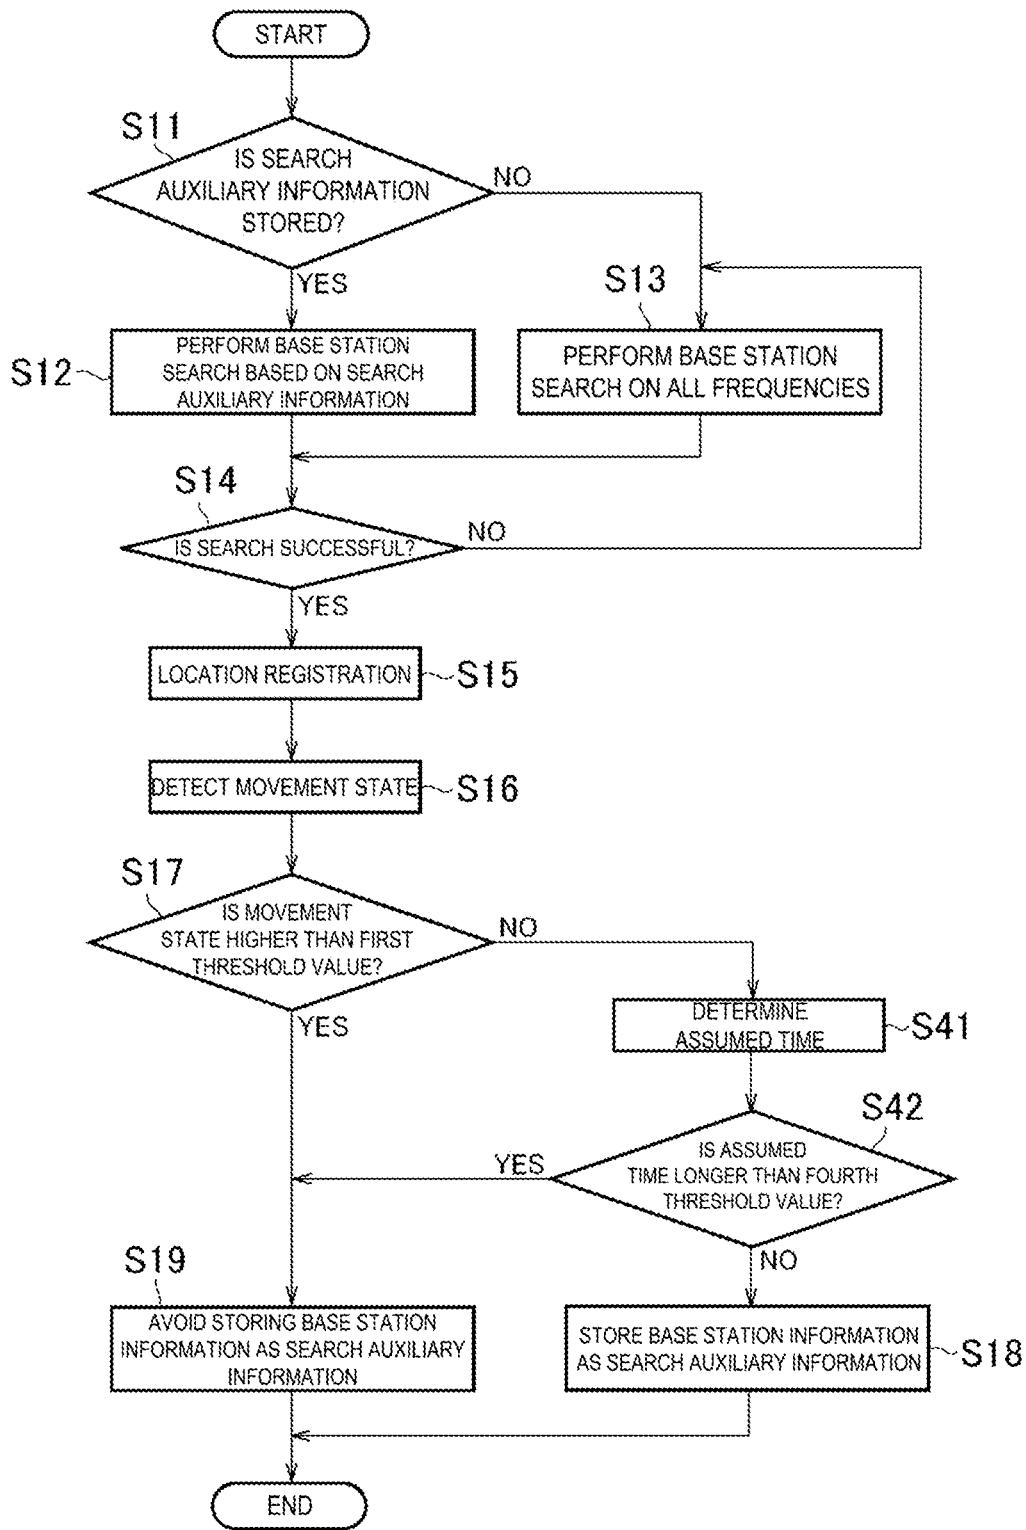 START
S11
IS SEARCH
AUXILIARY INFORMATION
STORED?
NO
YES
S13
S12
PERFORM BASE STATION
SEARCH BASED ON SEARCH
AUXILIARY INFORMATION
PERFORM BASE STATION
SEARCH ON ALL FREQUENCIES
S14
IS SEARCH SUCCESSFUL?
NO
YES
LOCATION REGISTRATION
S15
DETECT MOVEMENT STATE
S16
S17
IS MOVEMENT
STATE HIGHER THAN FIRST
THRESHOLD VALUE?
NO
YES
DETERMINE
ASSUMED TIME
S41
S42
IS ASSUMED
TIME LONGER THAN FOURTH
THRESHOLD VALUE?
YES
NO
S19
AVOID STORING BASE STATION
INFORMATION AS SEARCH AUXILIARY
INFORMATION
STORE BASE STATION INFORMATION
AS SEARCH AUXILIARY INFORMATION
S18
END